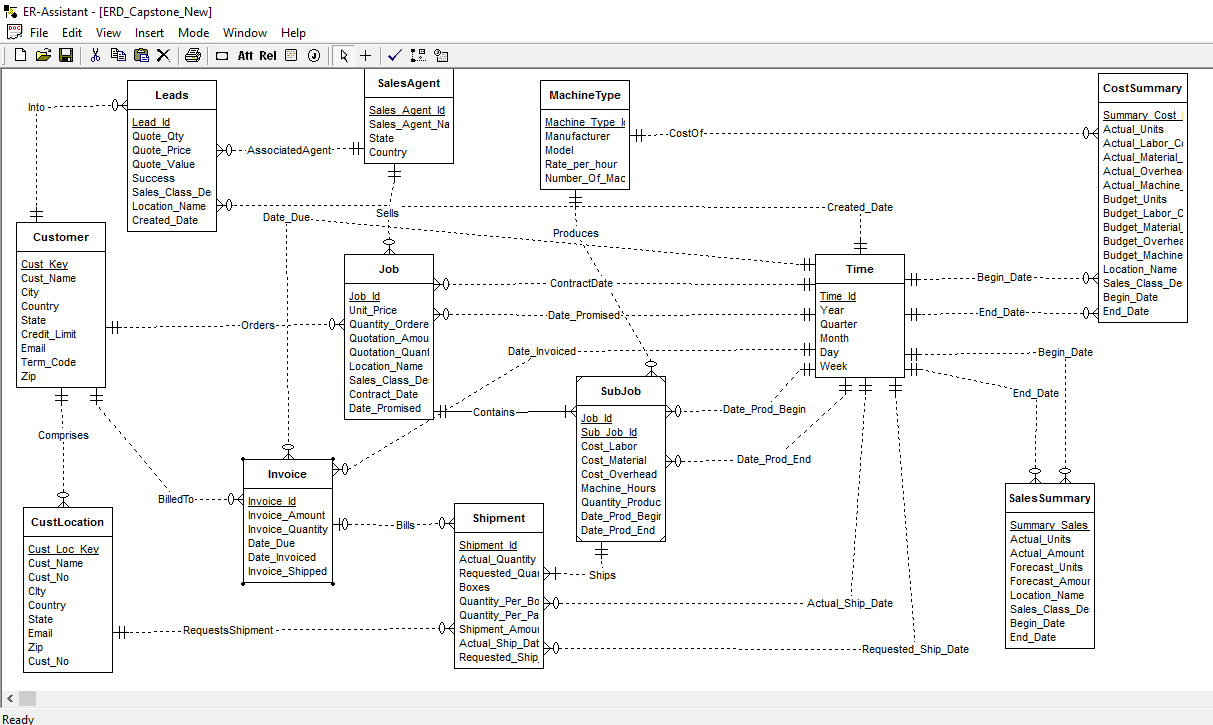 ER-Assistant - [ERD_Capstone_New]
File Edit View Insert Mode Window Help
Att Rel J
Leads
Lead_Id
Quote_Qty
Quote_Price
Quote_Value
Success
Sales_Class_De
Location_Name
Created_Date
SalesAgent
Sales_Agent_Id
Sales_Agent_Na
State
Country
MachineType
Machine_Type_I
Manufacturer
Model
Rate_per_hour
Number_Of_Mac
CostSummary
Summary_Cost_
Actual_Units
Actual_Labor_Co
Actual_Material_
Actual_Overhea
Actual_Machine_
Budget_Units
Budget_Labor_C
Budget_Material_
Budget_Overhea
Budget_Machine
Location_Name
Sales_Class_De
Begin_Date
End_Date
Into
AssociatedAgent
CostOf
Date_Due
Sells
Produces
Created_Date
Customer
Cust_Key
Cust_Name
City
Country
State
Credit_Limit
Email
Term_Code
Zip
Job
Job_Id
Unit_Price
Quantity_Ordere
Quotation_Amou
Quotation_Quant
Location_Name
Sales_Class_De
Contract_Date
Date_Promised
Time
Time_Id
Year
Quarter
Month
Day
Week
ContractDate
Begin_Date
Orders
Date_Promised
End_Date
Date_Invoiced
Begin_Date
End_Date
SubJob
Job_Id
Sub_Job_Id
Cost_Labor
Cost_Material
Cost_Overhead
Machine_Hours
Quantity_Produc
Date_Prod_Begin
Date_Prod_End
Contains
Date_Prod_Begin
Comprises
Date_Prod_End
Invoice
Invoice_Id
Invoice_Amount
Invoice_Quantity
Date_Due
Date_Invoiced
Invoice_Shipped
BilledTo
Bills
CustLocation
Cust_Loc_Key
Cust_Name
Cust_No
City
Country
State
Email
Zip
Cust_No
Shipment
Shipment_Id
Actual_Quantity
Requested_Quan
Boxes
Quantity_Per_Bo
Quantity_Per_Pa
Shipment_Amou
Actual_Ship_Dat
Requested_Ship_
SalesSummary
Summary_Sales_
Actual_Units
Actual_Amount
Forecast_Units
Forecast_Amour
Location_Name
Sales_Class_De
Begin_Date
End_Date
Ships
Actual_Ship_Date
RequestsShipment
Requested_Ship_Date
Ready